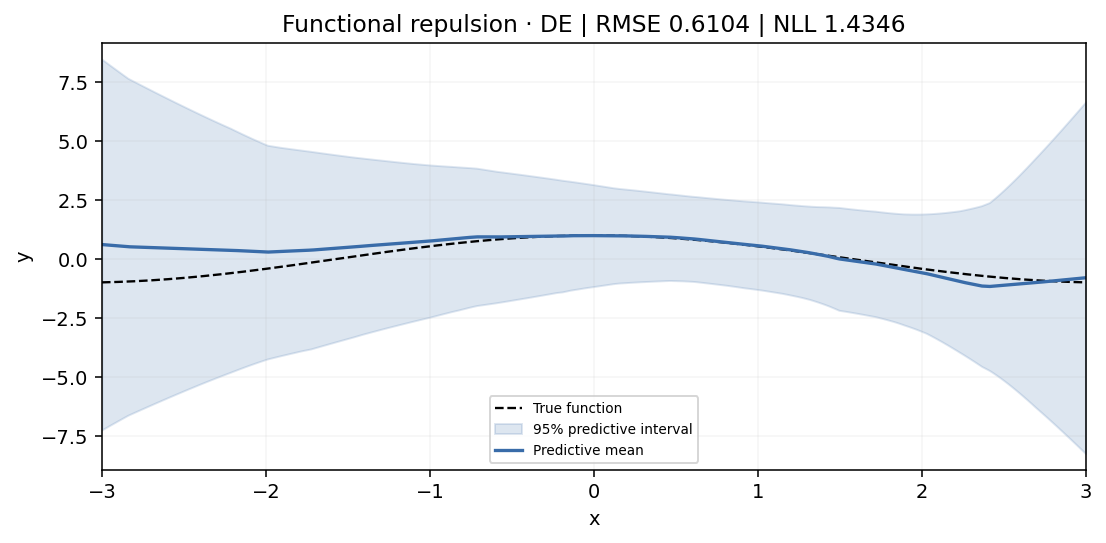 Functional repulsion · DE | RMSE 0.6104 | NLL 1.4346
y
7.5
5.0
2.5
0.0
−2.5
−5.0
−7.5
True function
95% predictive interval
Predictive mean
−3
−2
−1
0
1
2
3
x